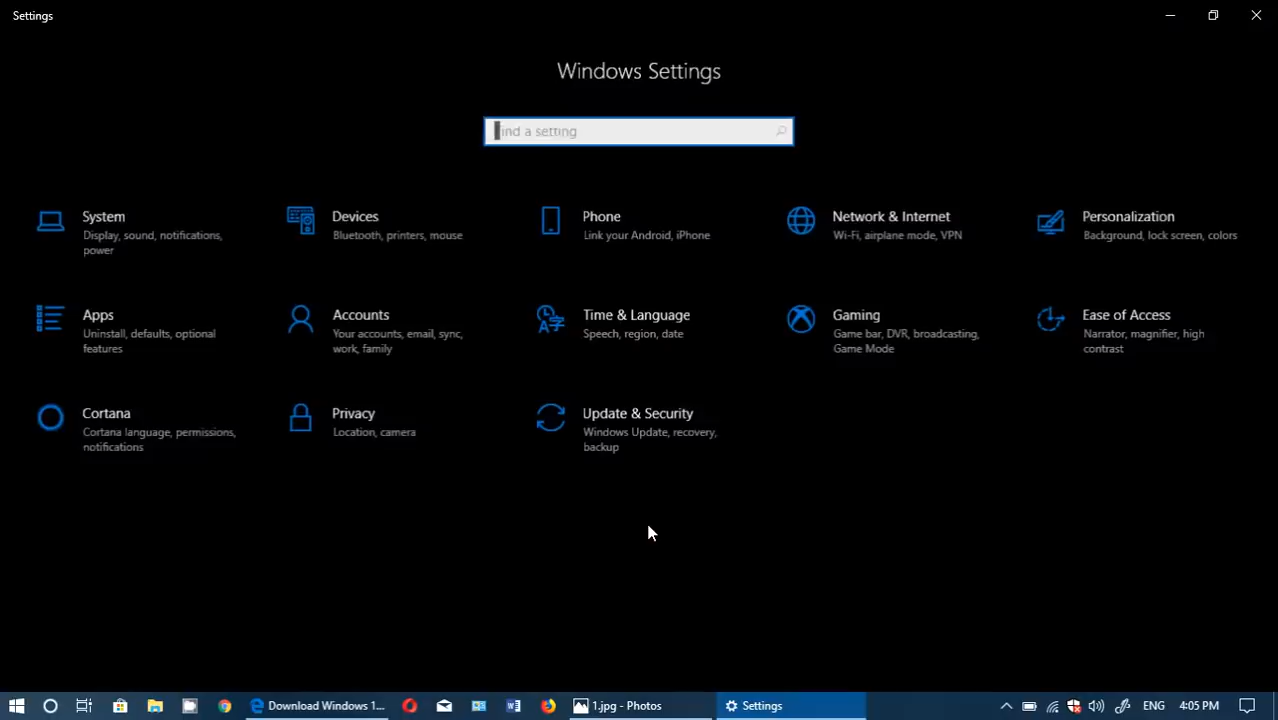 Settings
Windows Settings
ind a setting
System
Display, sound, notifications,
power
Devices
Bluetooth, printers, mouse
Phone
Link your Android, iPhone
Network & Internet
Wi-Fi, airplane mode, VPN
Personalization
Background, lock screen, colors
Apps
Uninstall, defaults, optional
features
Accounts
Your accounts, email, sync,
work, family
Time & Language
Speech, region, date
Gaming
Game bar, DVR, broadcasting,
Game Mode
Ease of Access
Narrator, magnifier, high
contrast
Cortana
Cortana language, permissions,
notifications
Privacy
Location, camera
Update & Security
Windows Update, recovery,
backup
Download Windows 1...
1.jpg - Photos
Settings
ENG
4:05 PM